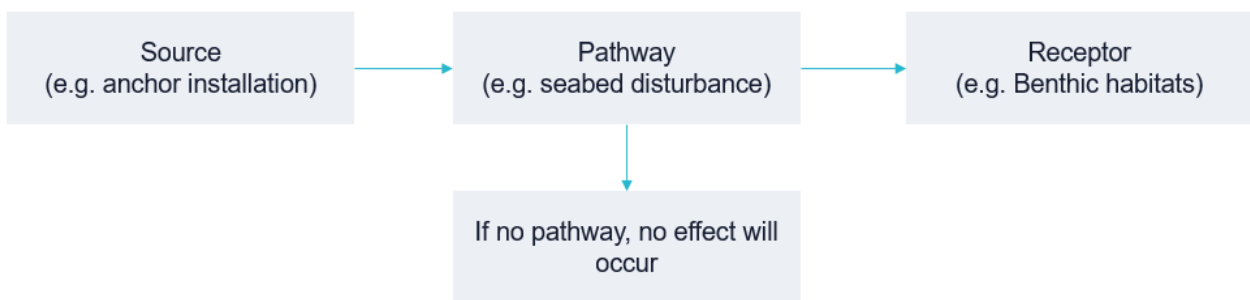 Source
(e.g. anchor installation)
Pathway
(e.g. seabed disturbance)
Receptor
(e.g. Benthic habitats)
If no pathway, no effect will
occur